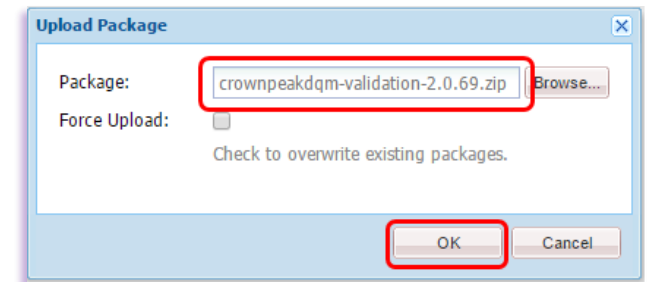 Upload Package
Package: crownpeakdqm-validation-2.0.69.zip Browse...
Force Upload:
Check to overwrite existing packages.
OK Cancel